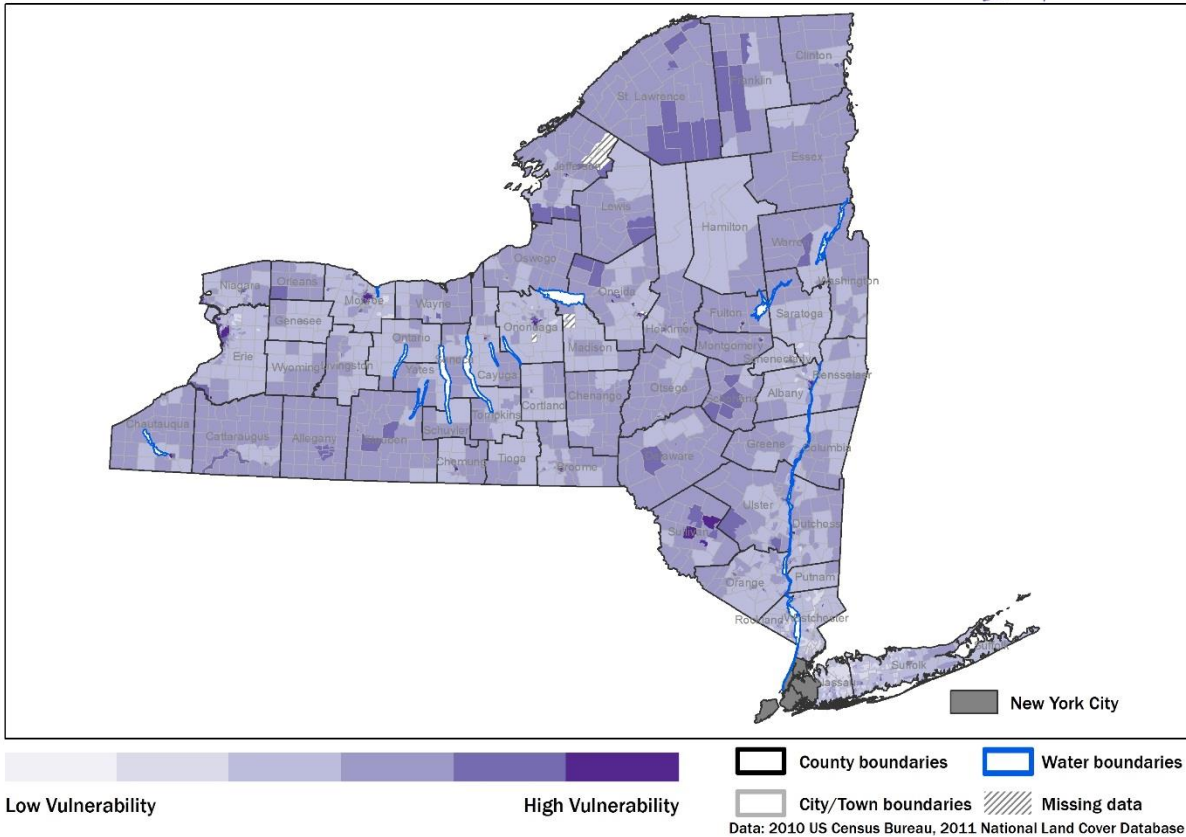 Clinton
Franklin
St. Lawrence
Essex
Jefferson
Lewis
Hamilton
Warren
Oswego
Washington
Niagara
Orleans
Oneida
Monroe
Wayne
Fulton
Saratoga
Herkimer
Genesee
Onondaga
Ontario
Madison
Montgomery
Schenectady
Erie
Wyoming
Livingston
Seneca
Yates
Cayuga
Rensselaer
Otsego
Schoharie
Albany
Cortland
Chenango
Tompkins
Chautauqua
Cattaraugus
Allegany
Steuben
Schuyler
Greene
Columbia
Delaware
Chemung
Tioga
Broome
Ulster
Dutchess
Sullivan
Orange
Putnam
Rockland
Westchester
Suffolk
Suffolk
Nassau
New York City
Low Vulnerability
High Vulnerability
County boundaries
Water boundaries
City/Town boundaries
Missing data
Data: 2010 US Census Bureau, 2011 National Land Cover Database